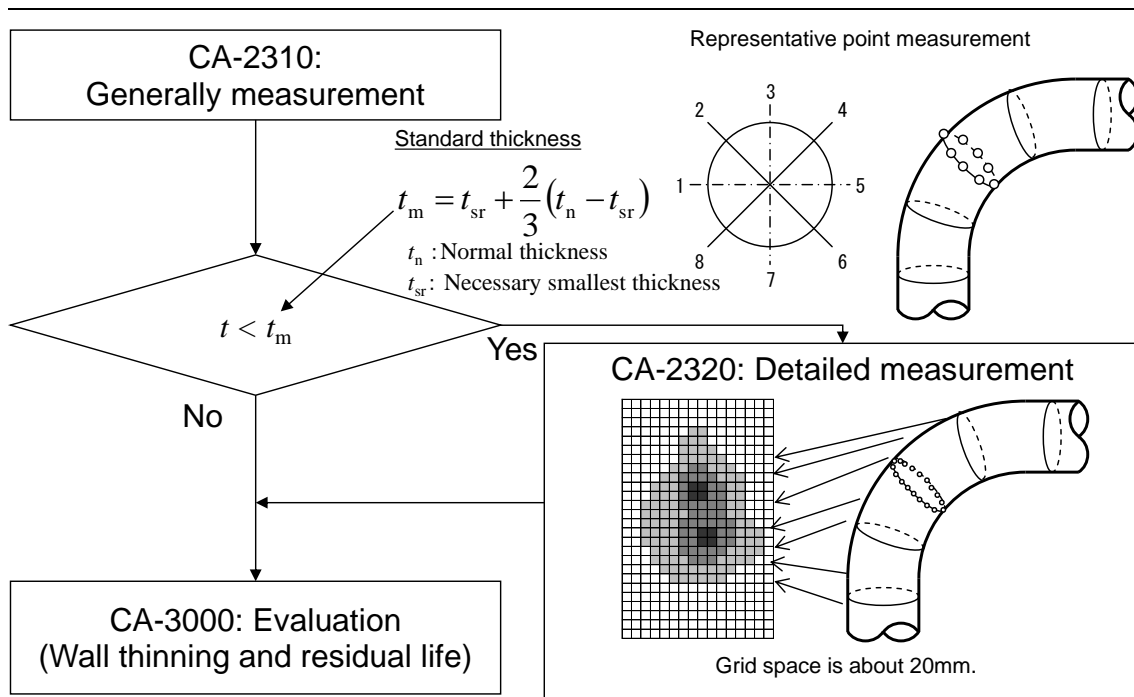 CA-2310:
Generally measurement
Representative point measurement
1
2
3
4
5
6
7
8
Standard thickness
t_m = t_sr + 2/3 (t_n − t_sr)
t_n : Normal thickness
t_sr : Necessary smallest thickness
t < t_m
Yes
No
CA-2320: Detailed measurement
Grid space is about 20mm.
CA-3000: Evaluation
(Wall thinning and residual life)